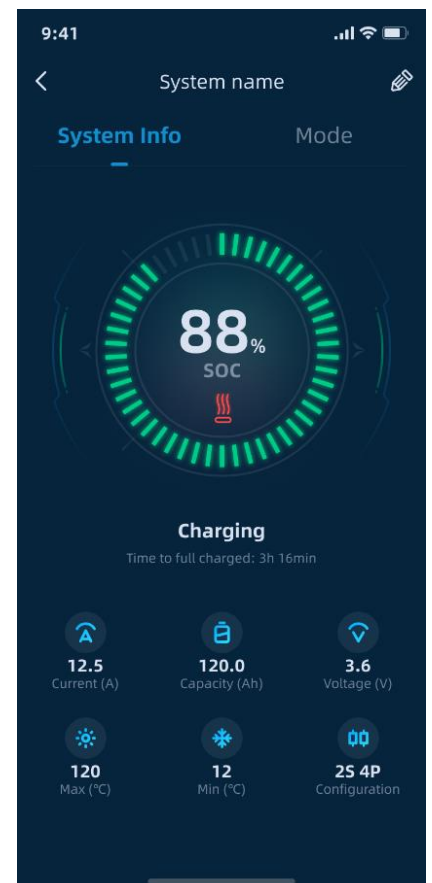 9:41
System name
System Info Mode
88%
SOC
Charging
Time to full charged: 3h 16min
12.5 120.0 3.6
Current (A) Capacity (Ah) Voltage (V)
120 12 2S 4P
Max (℃) Min (℃) Configuration